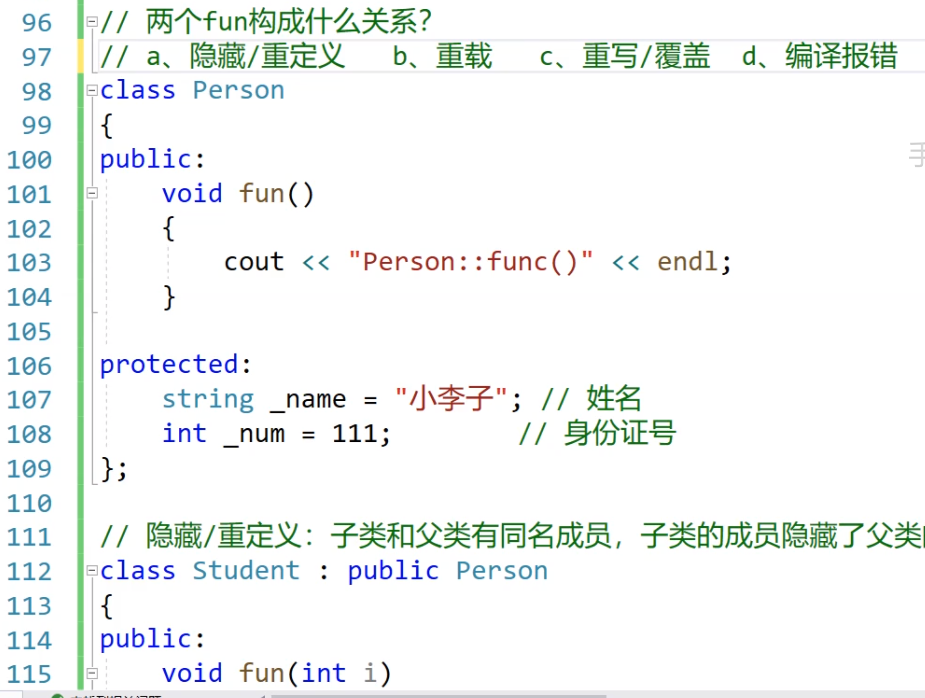 96 // 两个fun构成什么关系?
97 // a、隐藏/重定义 b、重载 c、重写/覆盖 d、编译报错
98 class Person
99 {
100 public:
101 void fun()
102 {
103 cout << "Person::func()" << endl;
104 }
105
106 protected:
107 string _name = "小李子"; // 姓名
108 int _num = 111; // 身份证号
109 };
110
111 // 隐藏/重定义：子类和父类有同名成员，子类的成员隐藏了父类
112 class Student : public Person
113 {
114 public:
115 void fun(int i)